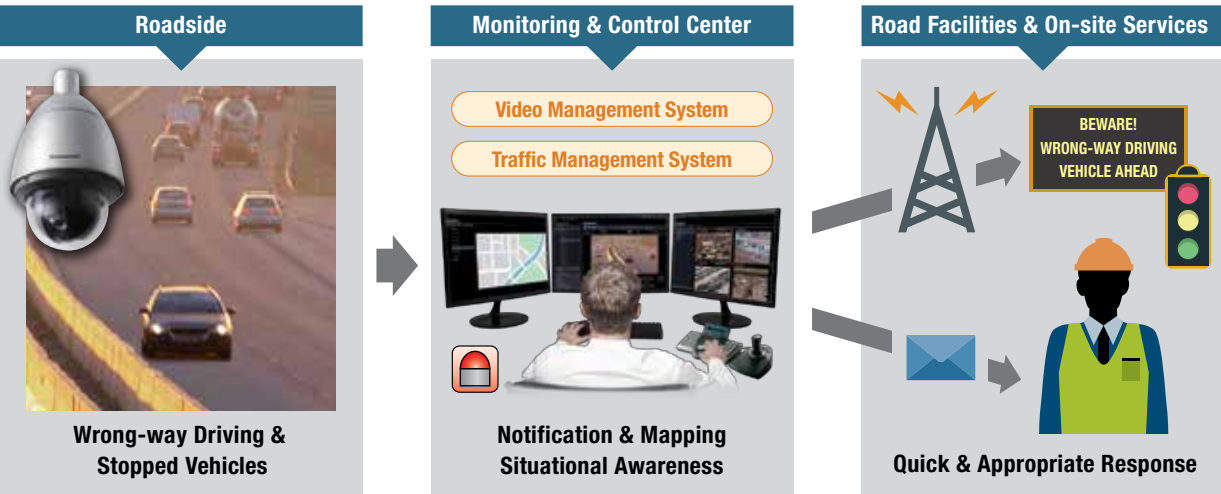 Roadside
Wrong-way Driving &
Stopped Vehicles
Monitoring & Control Center
Video Management System
Traffic Management System
Notification & Mapping
Situational Awareness
Road Facilities & On-site Services
BEWARE!
WRONG-WAY DRIVING
VEHICLE AHEAD
Quick & Appropriate Response